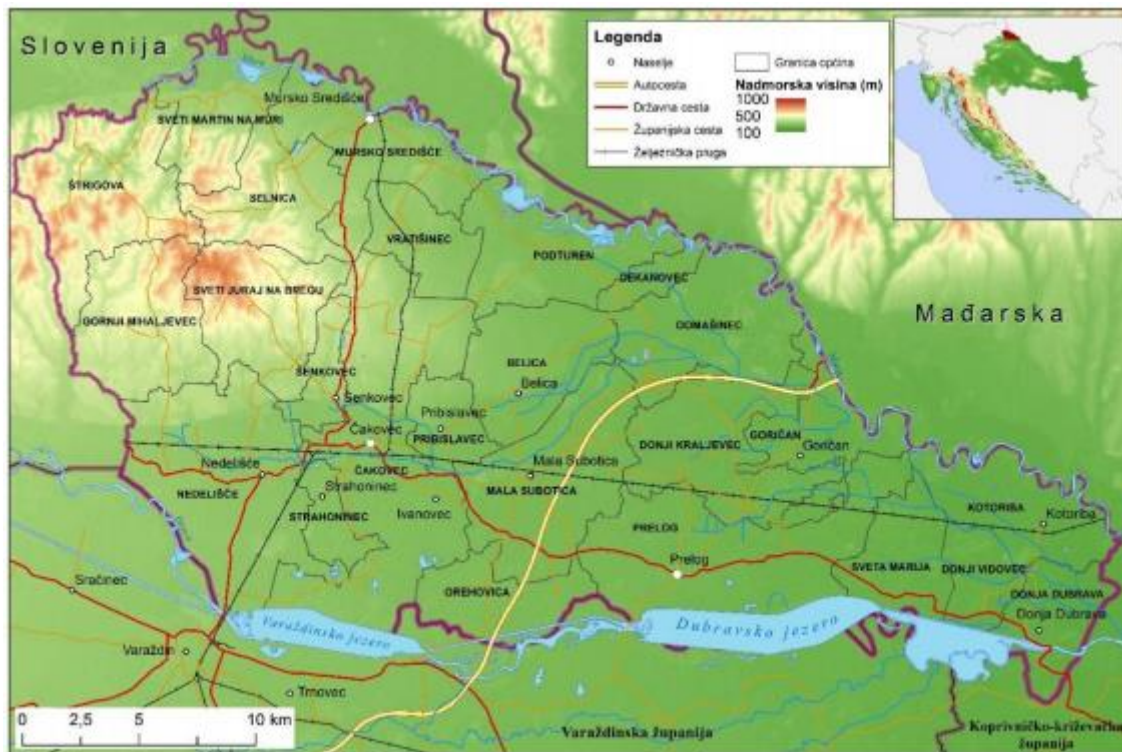 Slovenija
Legenda
Naselje
Autocesta
Državna cesta
Županijska cesta
Željeznička pruga
Granica općina
Nadmorska visina (m)
1000
500
100
Mursko Središće
SVETI MARTIN NA MURI
MURSKO SREDIŠĆE
ŠTRIGOVA
SELNICA
VRATIŠINEC
PODTUREN
DEKANOVEC
SVETI JURAJ NA BREGU
GORNJI MIHALJEVEC
DOMAŠINEC
Mađarska
ŠENKOVEC
BELICA
Belica
Šenkovec
Pribislavec
PRIBISLAVEC
Čakovec
DONJI KRALJEVEC
GORIČAN
Goričan
Nedelišće
ČAKOVEC
Mala Subotica
MALA SUBOTICA
NEDELIŠĆE
Strahoninec
STRAHONINEC
Ivanovec
KOTORIBA
Kotoriba
PRELOG
Prelog
SVETA MARIJA
DONJI VIDOVEC
OREHOVICA
DONJA DUBRAVA
Donja Dubrava
Sračinec
Varaždinsko jezero
Dubravsko jezero
Varaždin
Trnovec
0 2,5 5 10 km
Varaždinska županija
Koprivničko-križevačka
županija